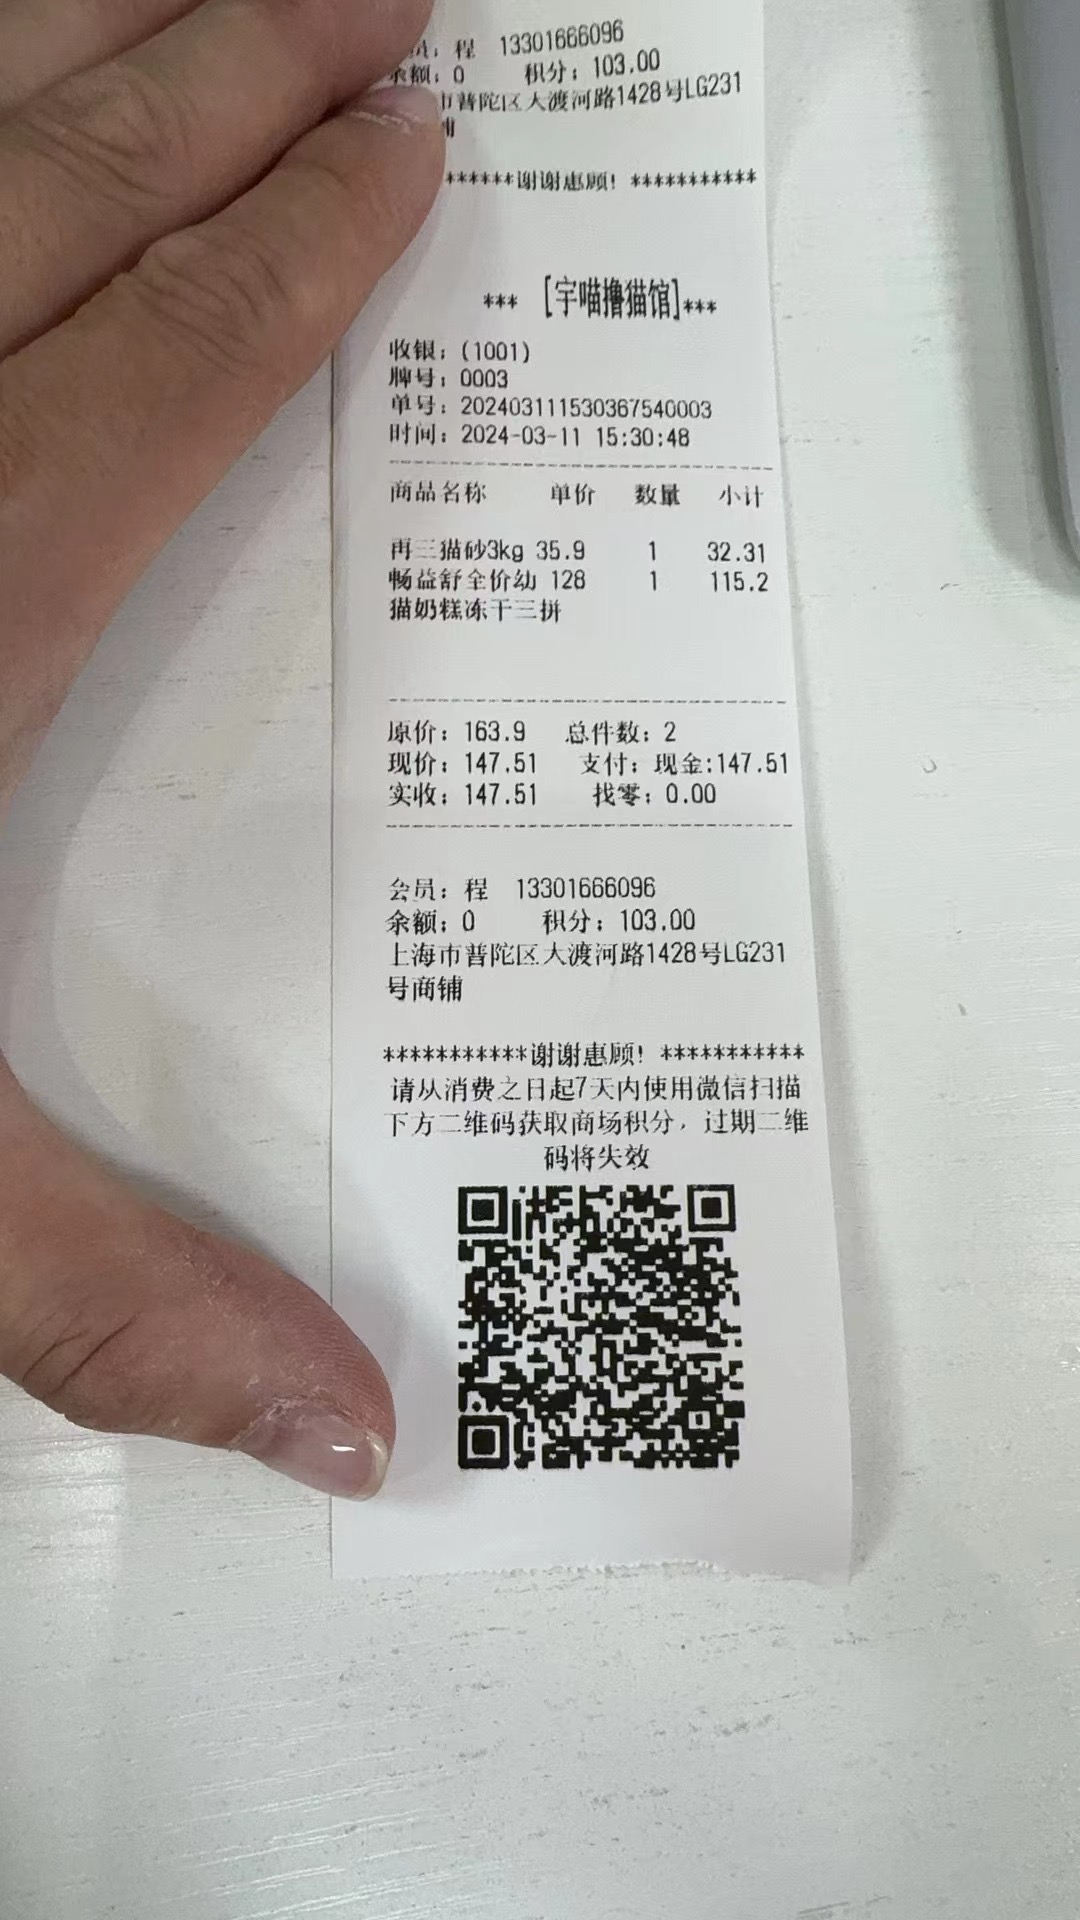 员：程 13301666096
余额：0 积分：103.00
市普陀区大渡河路1428号LG231
铺
******谢谢惠顾！***********
*** [宇喵撸猫馆]***
收银：(1001)
牌号：0003
单号：2024031115303675​40003
时间：2024-03-11 15:30:48
商品名称 单价 数量 小计
再三猫砂3kg 35.9 1 32.31
畅益舒全价幼 128 1 115.2
猫奶糕冻干三拼
原价：163.9 总件数：2
现价：147.51 支付：现金:147.51
实收：147.51 找零：0.00
会员：程 13301666096
余额：0 积分：103.00
上海市普陀区大渡河路1428号LG231
号商铺
***********谢谢惠顾！***********
请从消费之日起7天内使用微信扫描
下方二维码获取商场积分，过期二维
码将失效